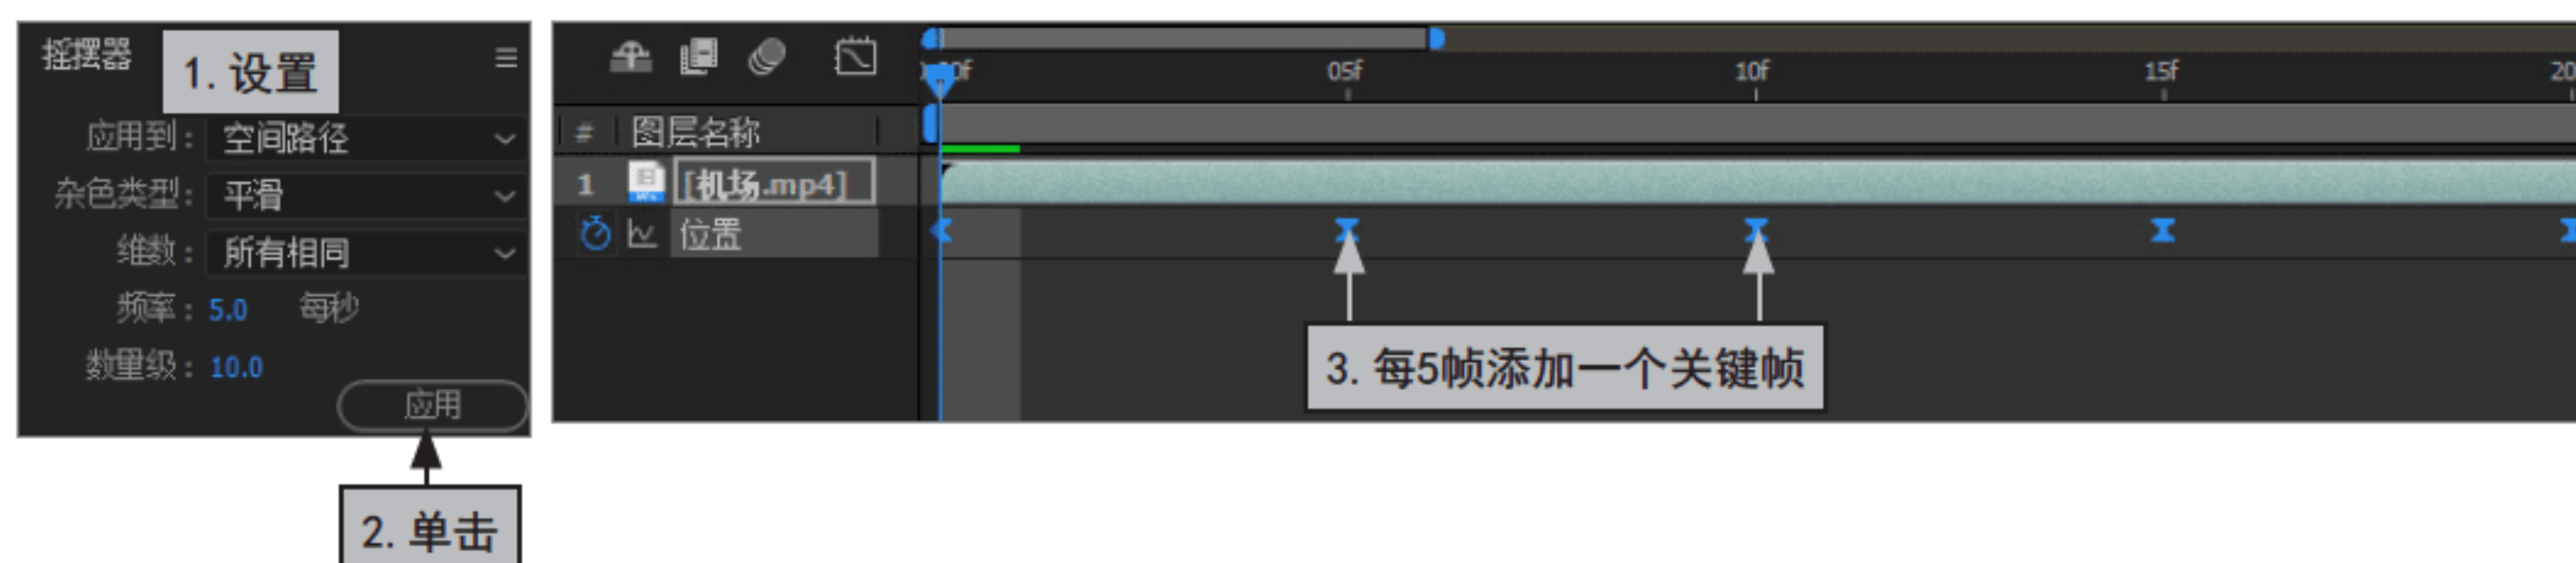 摇摆器
1. 设置
应用到：空间路径
杂色类型：平滑
维数：所有相同
频率：5.0 每秒
数量级：10.0
应用
2. 单击
05f 10f 15f 20
# 图层名称
1 [机场.mp4]
位置
3. 每5帧添加一个关键帧